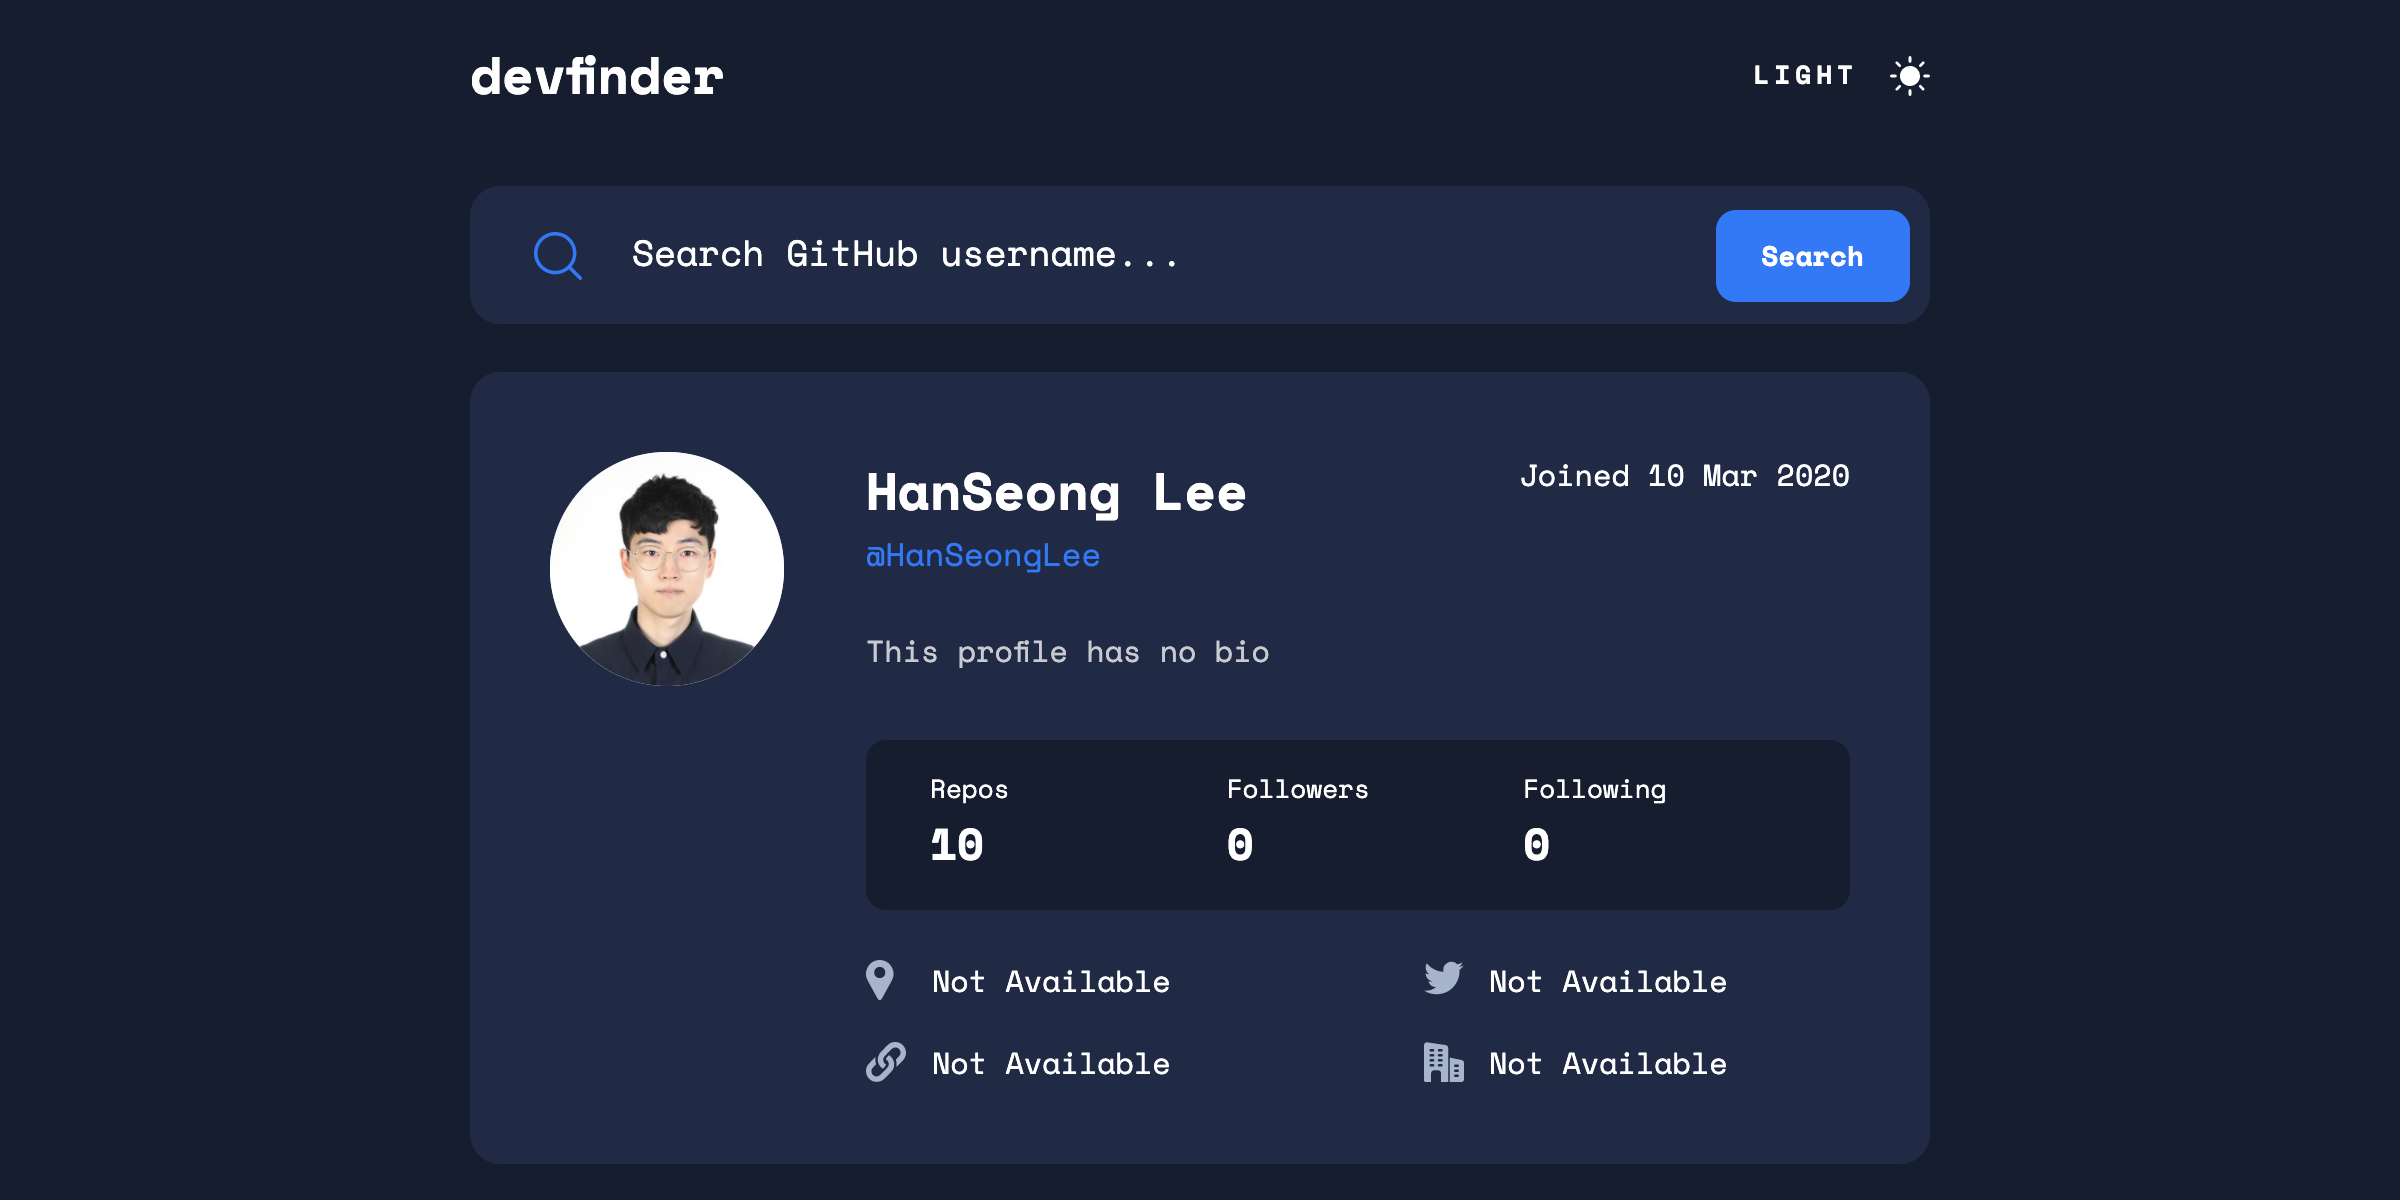 devfinder
LIGHT
Search GitHub username...
Search
HanSeong Lee
Joined 10 Mar 2020
@HanSeongLee
This profile has no bio
Repos
Followers
Following
10
0
0
Not Available
Not Available
Not Available
Not Available